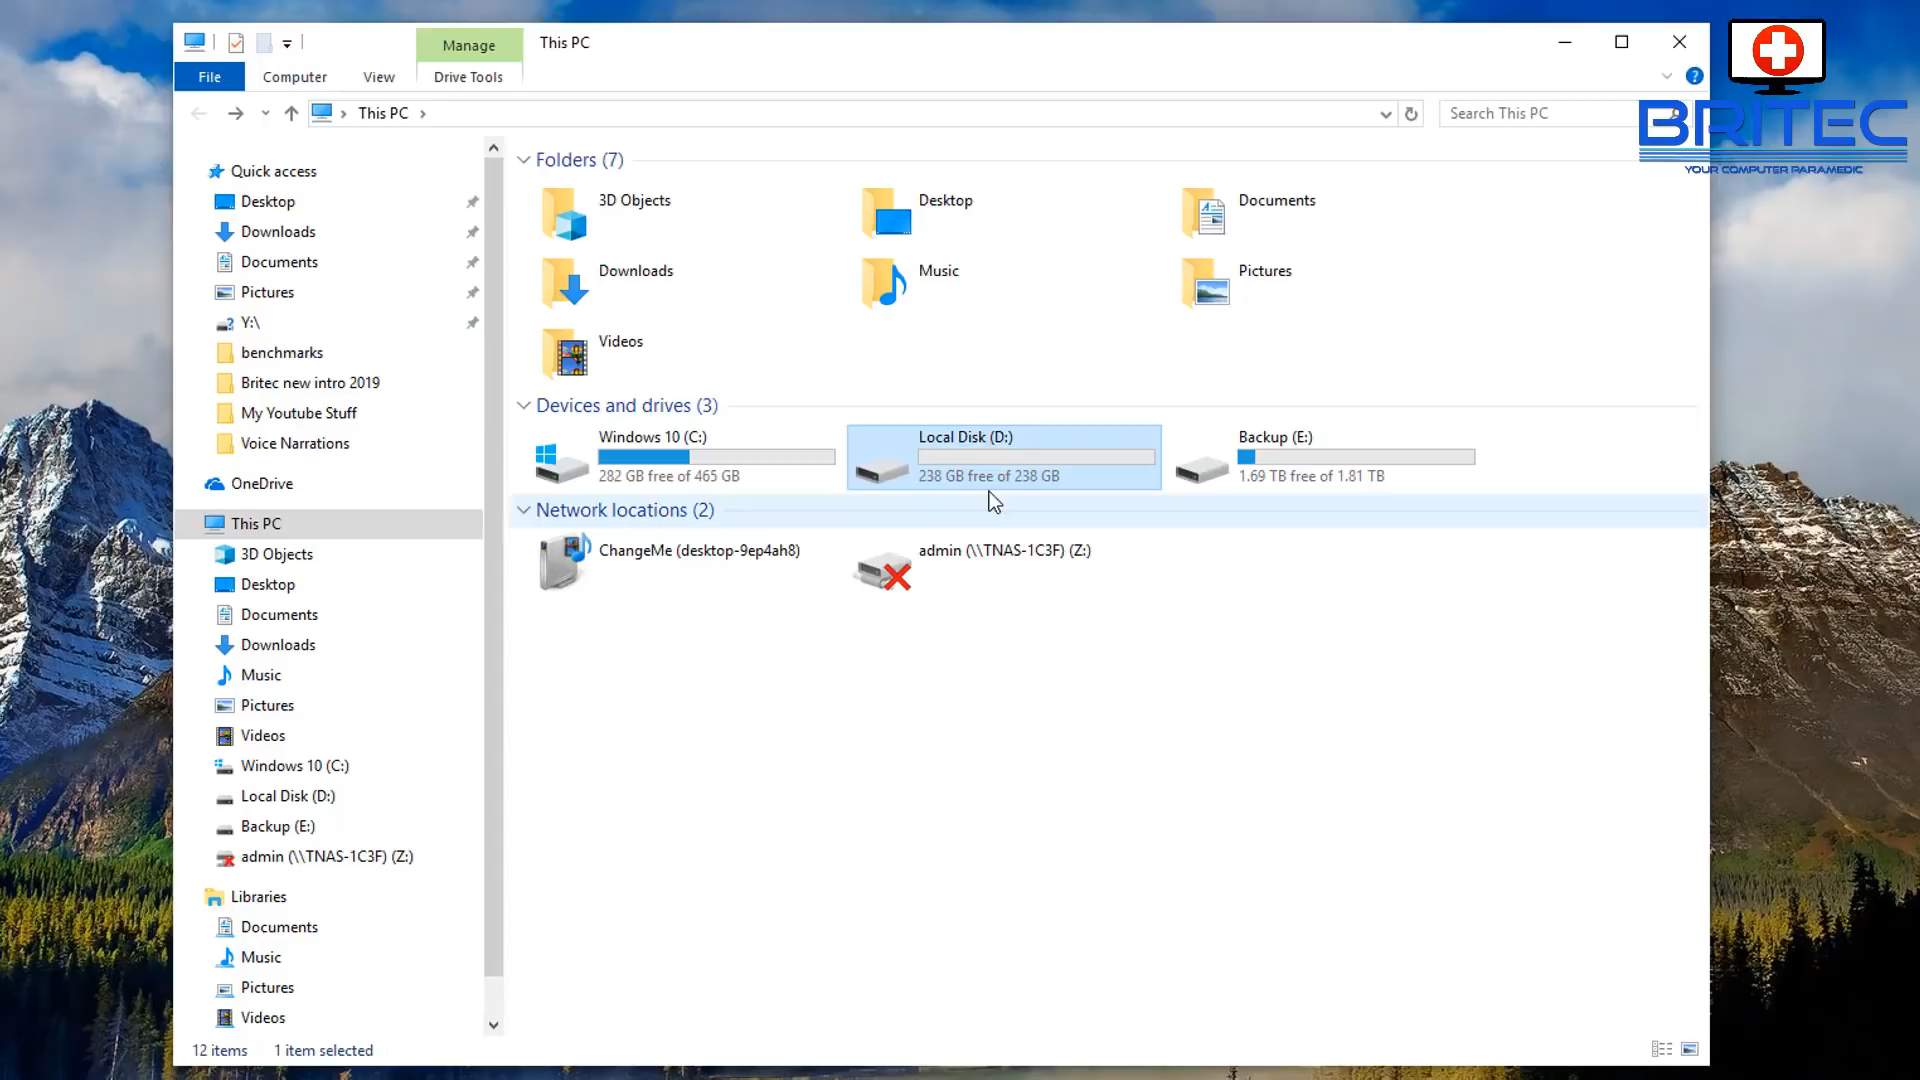 Manage
This PC
File
Computer
View
Drive Tools
This PC
Search This PC
BRITEC
YOUR COMPUTER PARAMEDIC
Quick access
Desktop
Downloads
Documents
Pictures
Y:\
benchmarks
Britec new intro 2019
My Youtube Stuff
Voice Narrations
OneDrive
This PC
3D Objects
Desktop
Documents
Downloads
Music
Pictures
Videos
Windows 10 (C:)
Local Disk (D:)
Backup (E:)
admin (\\TNAS-1C3F) (Z:)
Libraries
Documents
Music
Pictures
Videos
Folders (7)
3D Objects
Desktop
Documents
Downloads
Music
Pictures
Videos
Devices and drives (3)
Windows 10 (C:)
282 GB free of 465 GB
Local Disk (D:)
238 GB free of 238 GB
Backup (E:)
1.69 TB free of 1.81 TB
Network locations (2)
ChangeMe (desktop-9ep4ah8)
admin (\\TNAS-1C3F) (Z:)
12 items
1 item selected